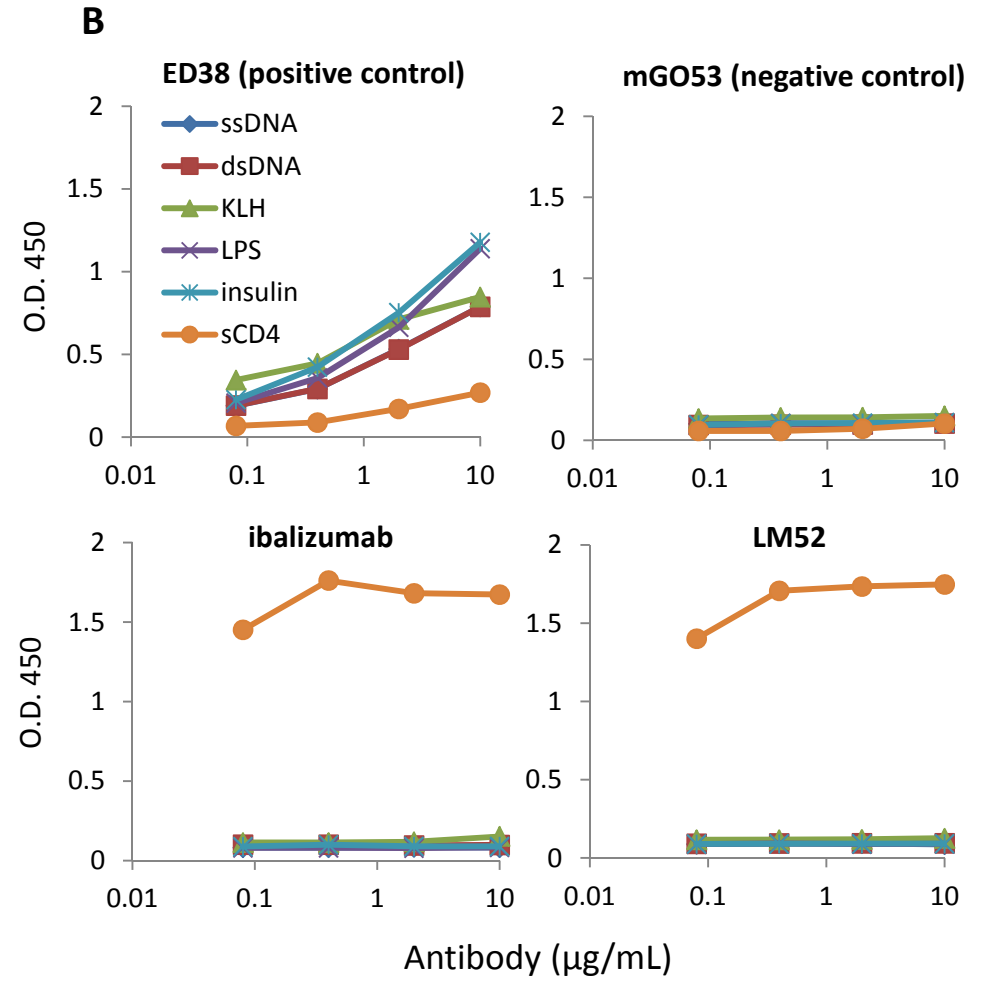 B
ED38 (positive control)
mGO53 (negative control)
2
1.5
1
0.5
0
O.D. 450
ssDNA
dsDNA
KLH
LPS
insulin
sCD4
0.01 0.1 1 10
2
1.5
1
0.5
0
0.01 0.1 1 10
ibalizumab
LM52
2
1.5
1
0.5
0
O.D. 450
0.01 0.1 1 10
2
1.5
1
0.5
0
0.01 0.1 1 10
Antibody (µg/mL)